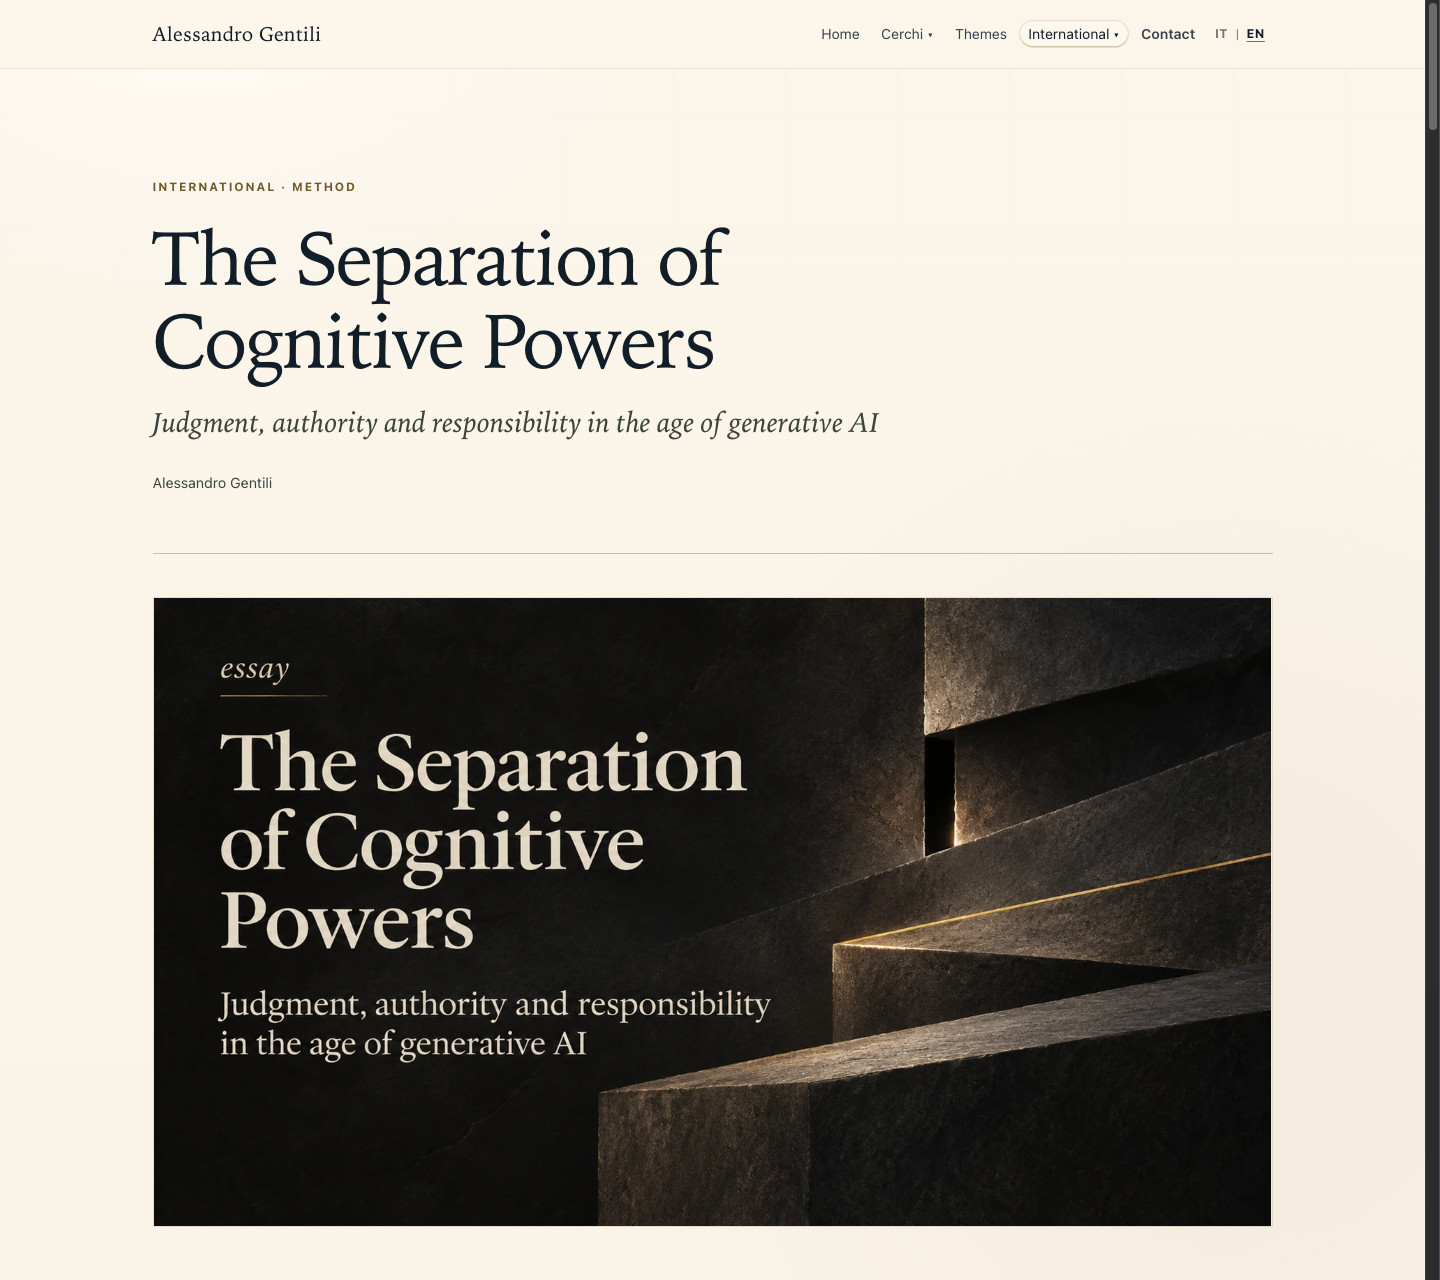 Alessandro Gentili
Home Cerchi ▾ Themes International ▾ Contact IT | EN
INTERNATIONAL · METHOD
The Separation of
Cognitive Powers
Judgment, authority and responsibility in the age of generative AI
Alessandro Gentili
essay
The Separation
of Cognitive
Powers
Judgment, authority and responsibility
in the age of generative AI